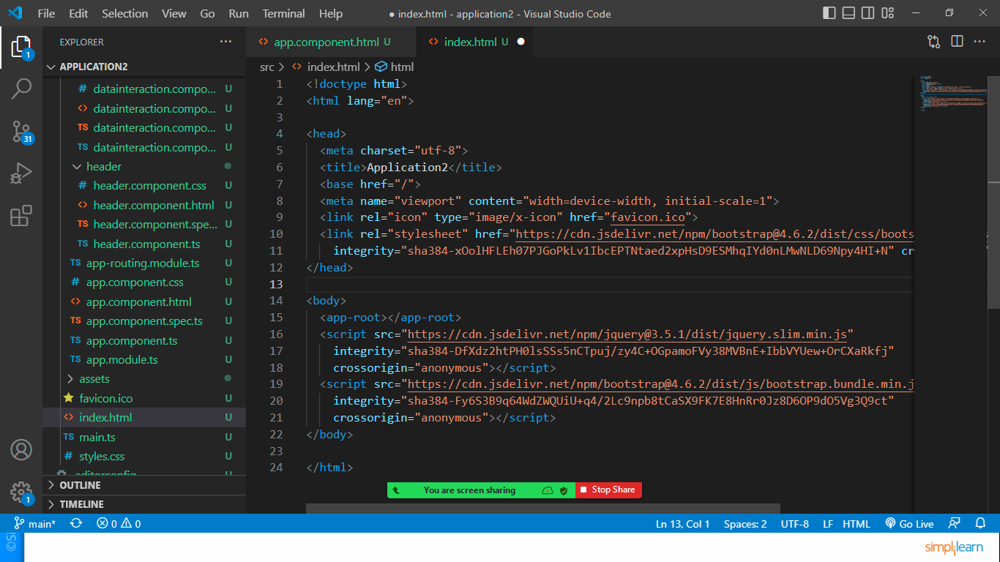 File Edit Selection View Go Run Terminal Help ● index.html - application2 - Visual Studio Code
EXPLORER ···
app.component.html U
index.html U ●
APPLICATION2
src > index.html > html
# datainteraction.compo... U
<> datainteraction.compo... U
TS datainteraction.compo... U
TS datainteraction.compo... U
header
# header.component.css U
<> header.component.html U
TS header.component.spe... U
TS header.component.ts U
TS app-routing.module.ts U
# app.component.css U
<> app.component.html U
TS app.component.spec.ts U
TS app.component.ts U
TS app.module.ts U
assets
favicon.ico U
<> index.html U
TS main.ts U
# styles.css U
.editorconfig U
OUTLINE
TIMELINE
1 <!doctype html>
2 <html lang="en">
3
4 <head>
5 <meta charset="utf-8">
6 <title>Application2</title>
7 <base href="/">
8 <meta name="viewport" content="width=device-width, initial-scale=1">
9 <link rel="icon" type="image/x-icon" href="favicon.ico">
10 <link rel="stylesheet" href="https://cdn.jsdelivr.net/npm/bootstrap@4.6.2/dist/css/boots
11 integrity="sha384-xOolHFLEh07PJGoPkLv1IbcEPTNtaed2xpHsD9ESMhqIYd0nLMwNLD69Npy4HI+N" cr
12 </head>
13
14 <body>
15 <app-root></app-root>
16 <script src="https://cdn.jsdelivr.net/npm/jquery@3.5.1/dist/jquery.slim.min.js"
17 integrity="sha384-DfXdz2htPH0lsSSs5nCTpuj/zy4C+OGpamoFVy38MVBnE+IbbVYUew+OrCXaRkfj"
18 crossorigin="anonymous"></script>
19 <script src="https://cdn.jsdelivr.net/npm/bootstrap@4.6.2/dist/js/bootstrap.bundle.min.j
20 integrity="sha384-Fy6S3B9q64WdZWQUiU+q4/2Lc9npb8tCaSX9FK7E8HnRr0Jz8D6OP9dO5Vg3Q9ct"
21 crossorigin="anonymous"></script>
22 </body>
23
24 </html>
1
31
1
You are screen sharing Stop Share
main* 0 0 Ln 13, Col 1 Spaces: 2 UTF-8 LF HTML Go Live
©Si
simplilearn